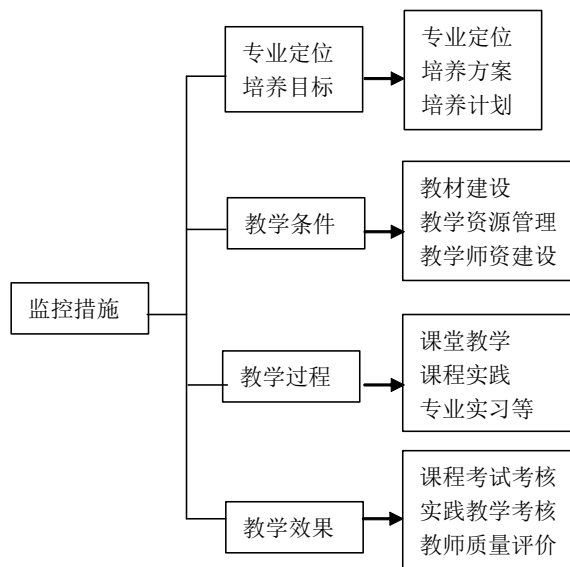 监控措施
专业定位
培养目标
专业定位
培养方案
培养计划
教学条件
教材建设
教学资源管理
教学师资建设
教学过程
课堂教学
课程实践
专业实习等
教学效果
课程考试考核
实践教学考核
教师质量评价